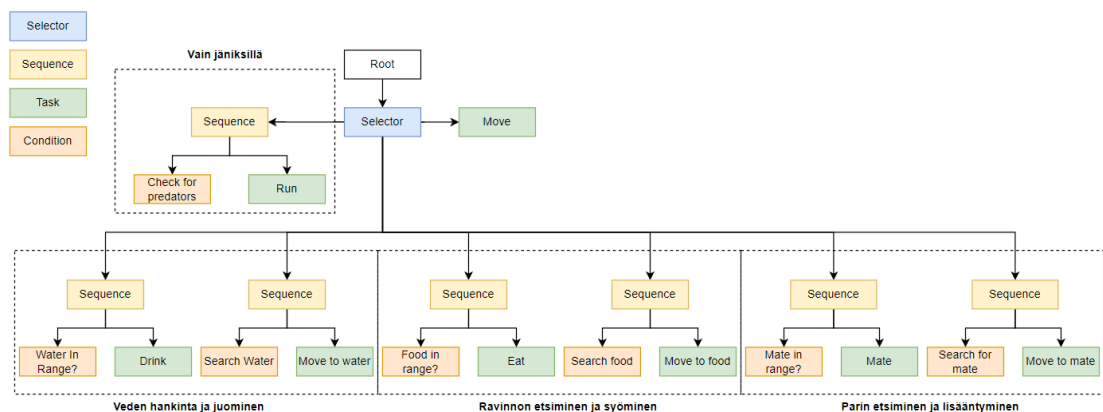 Selector
Sequence
Task
Condition
Vain jäniksillä
Root
Sequence
Selector
Move
Check for
predators
Run
Sequence
Sequence
Sequence
Sequence
Sequence
Sequence
Water In
Range?
Drink
Search Water
Move to water
Food in
range?
Eat
Search food
Move to food
Mate in
range?
Mate
Search for
mate
Move to mate
Veden hankinta ja juominen
Ravinnon etsiminen ja syöminen
Parin etsiminen ja lisääntyminen